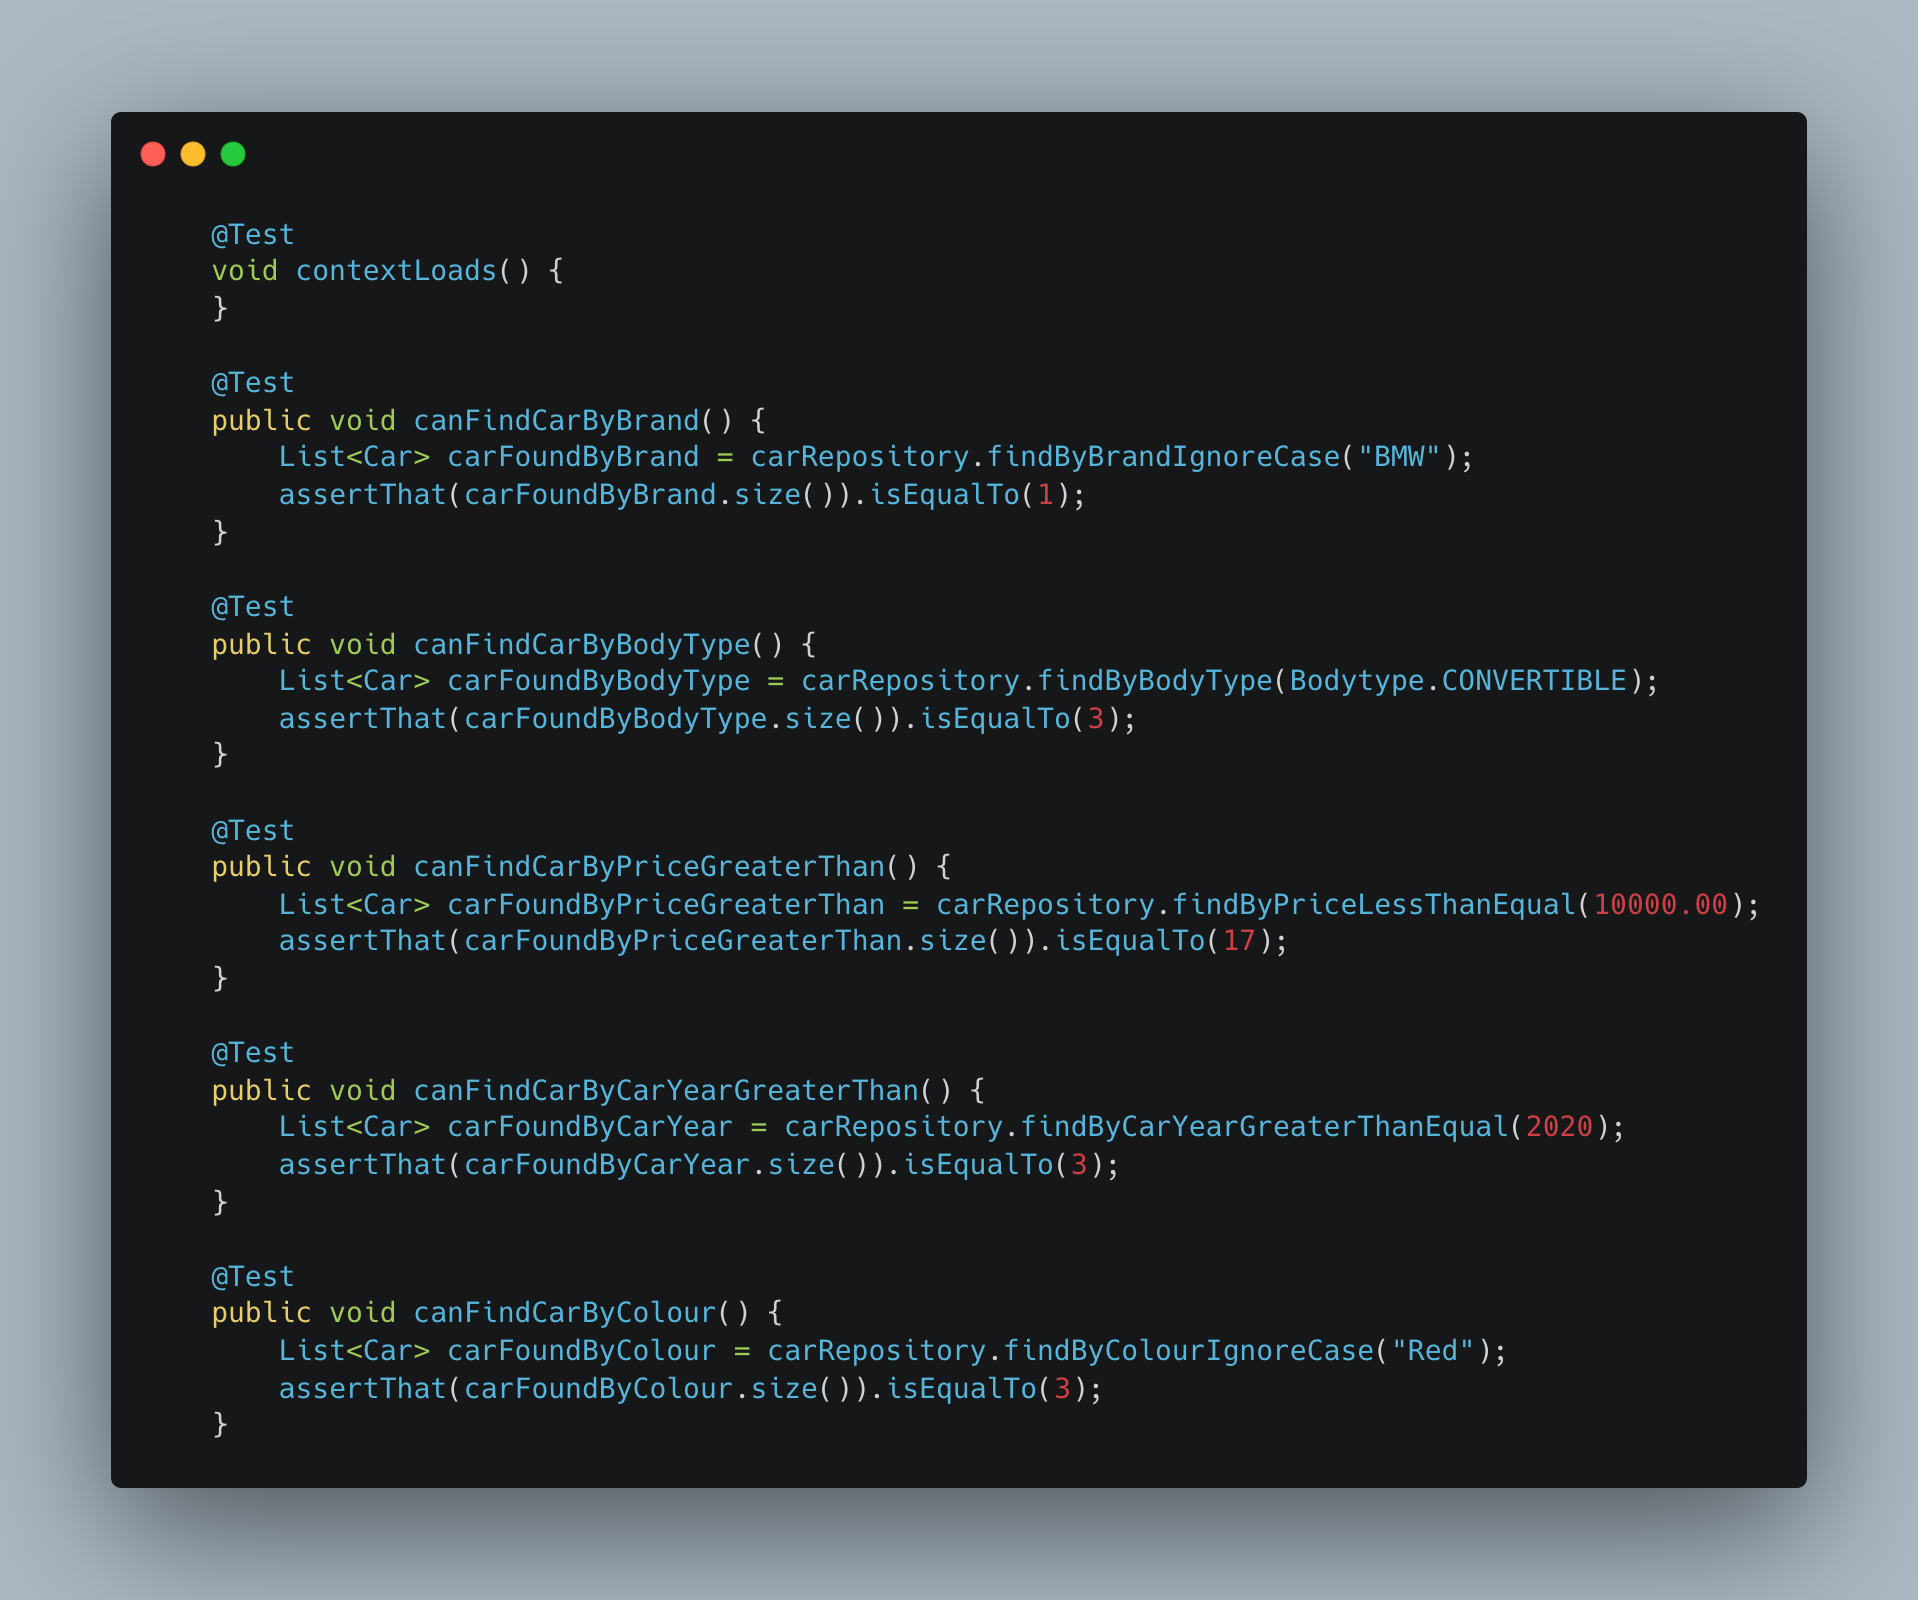 @Test
void contextLoads() {
}

@Test
public void canFindCarByBrand() {
    List<Car> carFoundByBrand = carRepository.findByBrandIgnoreCase("BMW");
    assertThat(carFoundByBrand.size()).isEqualTo(1);
}

@Test
public void canFindCarByBodyType() {
    List<Car> carFoundByBodyType = carRepository.findByBodyType(Bodytype.CONVERTIBLE);
    assertThat(carFoundByBodyType.size()).isEqualTo(3);
}

@Test
public void canFindCarByPriceGreaterThan() {
    List<Car> carFoundByPriceGreaterThan = carRepository.findByPriceLessThanEqual(10000.00);
    assertThat(carFoundByPriceGreaterThan.size()).isEqualTo(17);
}

@Test
public void canFindCarByCarYearGreaterThan() {
    List<Car> carFoundByCarYear = carRepository.findByCarYearGreaterThanEqual(2020);
    assertThat(carFoundByCarYear.size()).isEqualTo(3);
}

@Test
public void canFindCarByColour() {
    List<Car> carFoundByColour = carRepository.findByColourIgnoreCase("Red");
    assertThat(carFoundByColour.size()).isEqualTo(3);
}